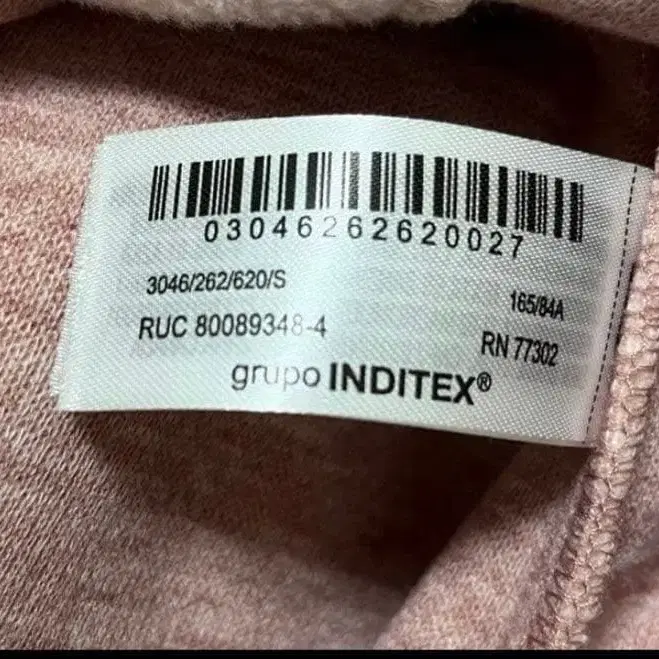 03046262620027
3046/262/620/S
165/84A
RUC 80089348-4
RN 77302
grupo INDITEX®